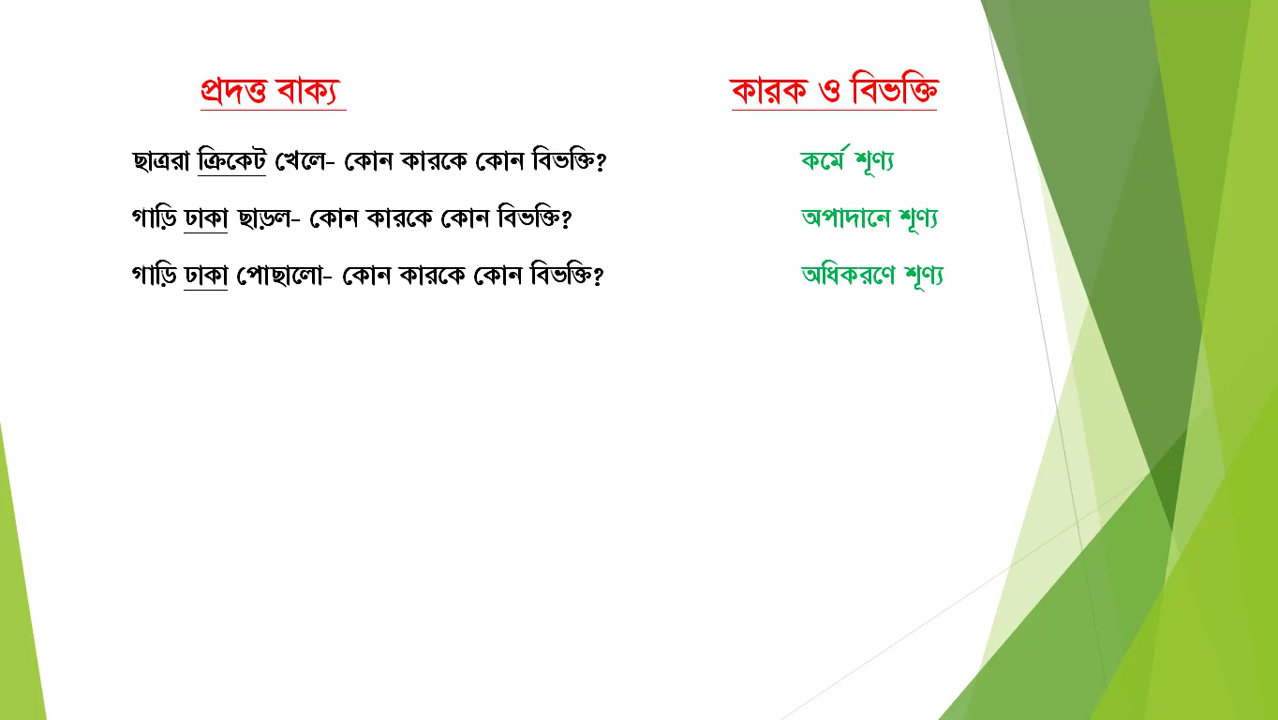 প্রদত্ত বাক্য কারক ও বিভক্তি
ছাত্ররা ক্রিকেট খেলে- কোন কারকে কোন বিভক্তি? কর্মে শূণ্য
গাড়ি ঢাকা ছাড়ল- কোন কারকে কোন বিভক্তি? অপাদানে শূণ্য
গাড়ি ঢাকা পোছালো- কোন কারকে কোন বিভক্তি? অধিকরণে শূণ্য